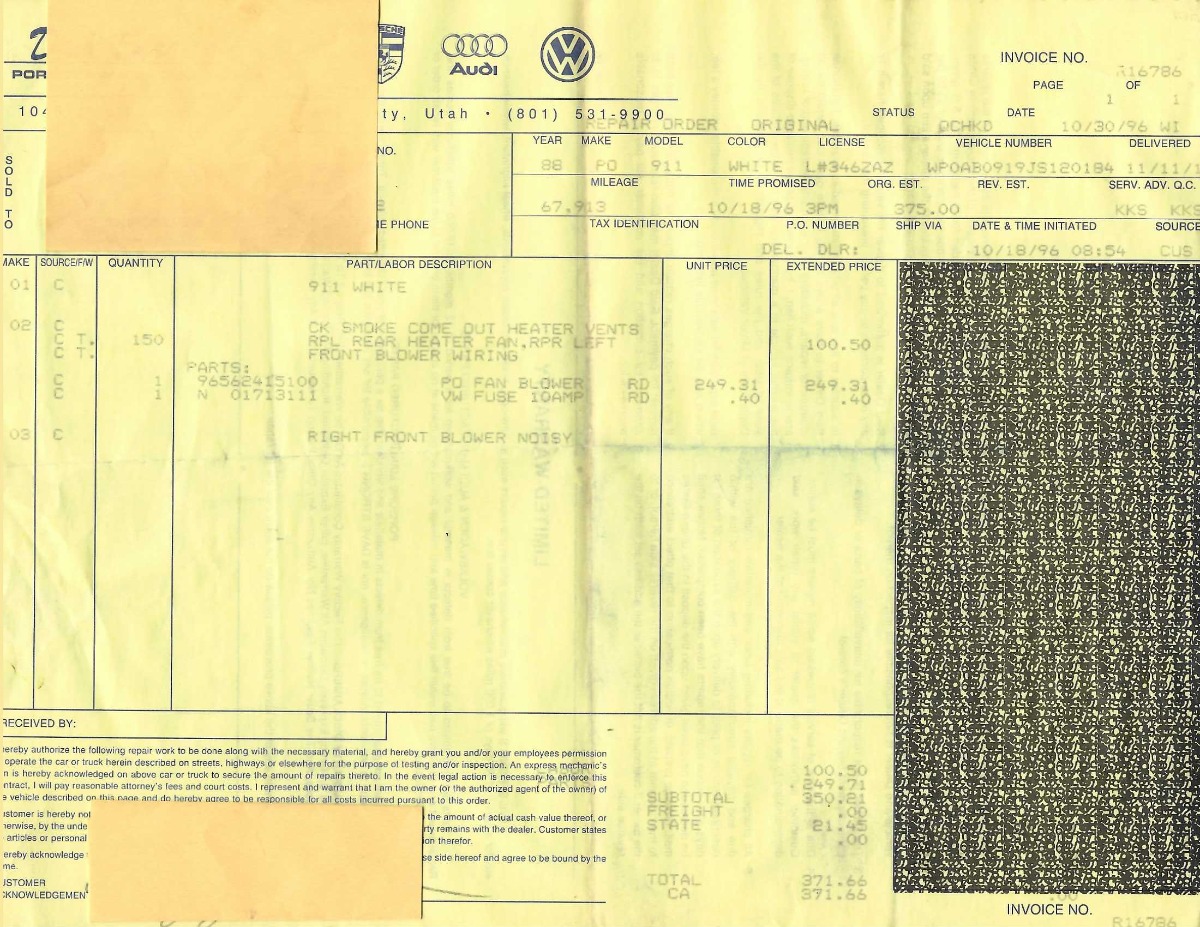 INVOICE NO.
R16786
POR
Audi
PAGE OF
1 1
104 ty, Utah • (801) 531-9900
STATUS DATE
REPAIR ORDER ORIGINAL QCHKD 10/30/96 WI
NO.
YEAR MAKE MODEL COLOR LICENSE VEHICLE NUMBER DELIVERED
88 PO 911 WHITE L#346ZAZ WP0AB0919JS120184 11/11/
SOLD TO
MILEAGE TIME PROMISED ORG. EST. REV. EST. SERV. ADV. Q.C.
67,913 10/18/96 3PM 375.00 KKS KKS
E PHONE
TAX IDENTIFICATION P.O. NUMBER SHIP VIA DATE & TIME INITIATED SOURCE
DEL. DLR: 10/18/96 08:54 CUS
MAKE SOURCE/F/W QUANTITY PART/LABOR DESCRIPTION UNIT PRICE EXTENDED PRICE
01 C 911 WHITE
02 C CK SMOKE COME OUT HEATER VENTS
C T. 150 RPL REAR HEATER FAN,RPR LEFT 100.50
C T. FRONT BLOWER WIRING
PARTS:
C 1 96562415100 PO FAN BLOWER RD 249.31 249.31
C 1 N 01713111 VW FUSE 10AMP RD .40 .40
03 C RIGHT FRONT BLOWER NOISY
RECEIVED BY:
ereby authorize the following repair work to be done along with the necessary material, and hereby grant you and/or your employees permission
operate the car or truck herein described on streets, highways or elsewhere for the purpose of testing and/or inspection. An express mechanic's
n is hereby acknowledged on above car or truck to secure the amount of repairs thereto. In the event legal action is necessary to enforce this
ntract, I will pay reasonable attorney's fees and court costs. I represent and warrant that I am the owner (or the authorized agent of the owner) of
e vehicle described on this page and do hereby agree to be responsible for all costs incurred pursuant to this order.
ustomer is hereby not the amount of actual cash value thereof, or
herwise, by the unde rty remains with the dealer. Customer states
articles or personal ion therefor.
ereby acknowledge se side hereof and agree to be bound by the
me.
USTOMER
CKNOWLEDGEMEN
100.50
249.71
SUBTOTAL 350.21
FREIGHT .00
STATE 21.45
.00
TOTAL 371.66
CA 371.66
.00
INVOICE NO.
R16786